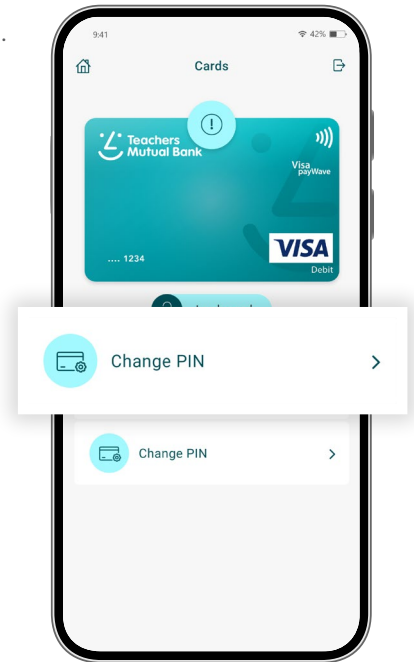 .
9:41
42%
Cards
Teachers
Mutual Bank
Visa
payWave
.... 1234
VISA
Debit
Change PIN
Change PIN